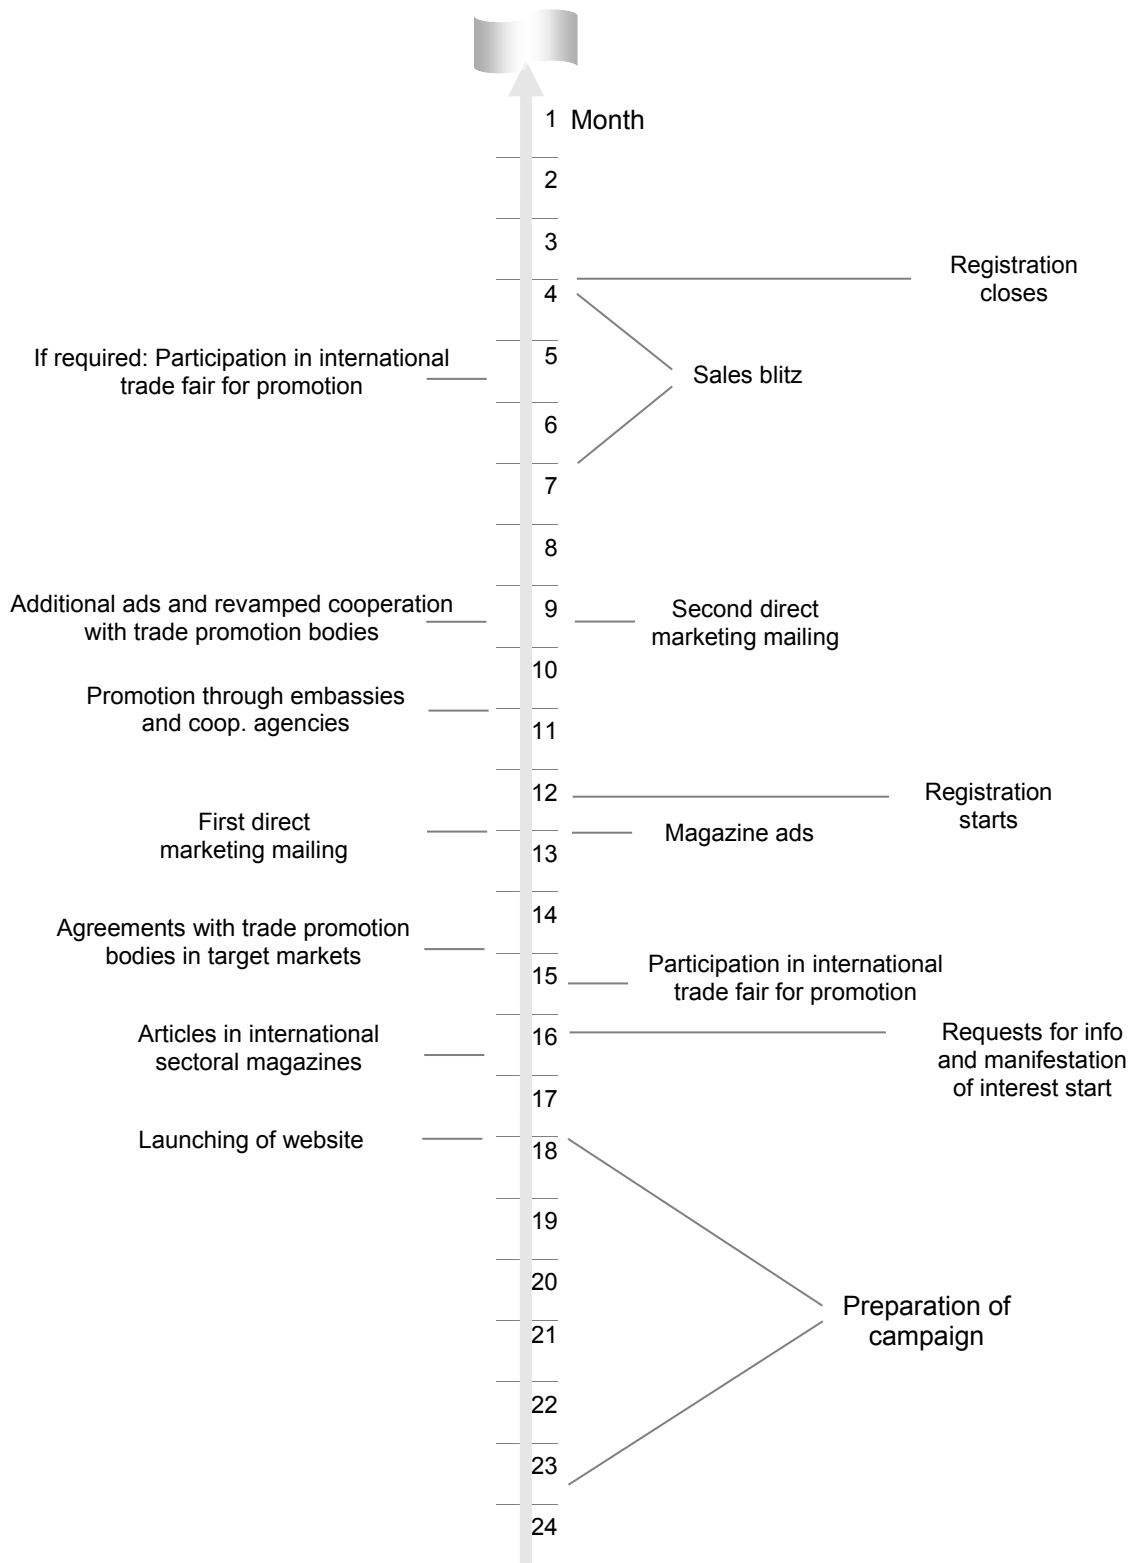 1 Month
2
3
Registration
closes
4
If required: Participation in international
trade fair for promotion
5
Sales blitz
6
7
8
Additional ads and revamped cooperation
with trade promotion bodies
9
Second direct
marketing mailing
10
Promotion through embassies
and coop. agencies
11
12
Registration
starts
First direct
marketing mailing
Magazine ads
13
14
Agreements with trade promotion
bodies in target markets
15
Participation in international
trade fair for promotion
16
Articles in international
sectoral magazines
Requests for info
and manifestation
of interest start
17
Launching of website
18
19
20
Preparation of
campaign
21
22
23
24